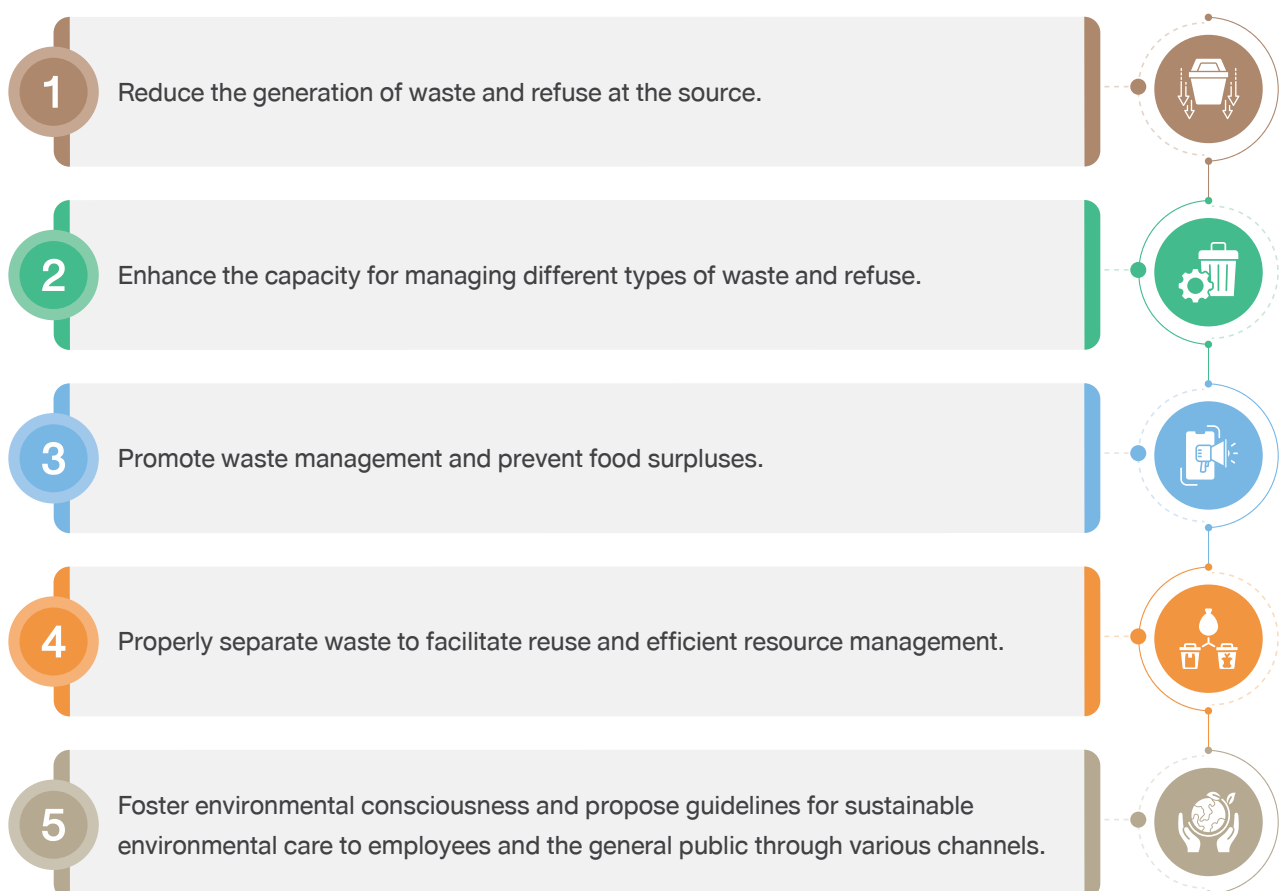 1
Reduce the generation of waste and refuse at the source.
2
Enhance the capacity for managing different types of waste and refuse.
3
Promote waste management and prevent food surpluses.
4
Properly separate waste to facilitate reuse and efficient resource management.
5
Foster environmental consciousness and propose guidelines for sustainable
environmental care to employees and the general public through various channels.